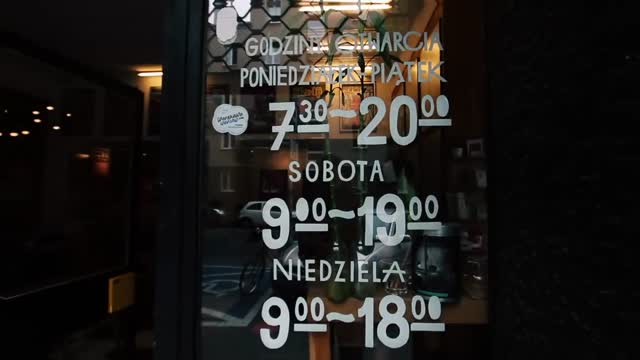 GODZINY OTWARCIA
PONIEDZIAŁEK-PIĄTEK
7³⁰~20⁰⁰
SOBOTA
9⁰⁰~19⁰⁰
NIEDZIELA
9⁰⁰~18⁰⁰